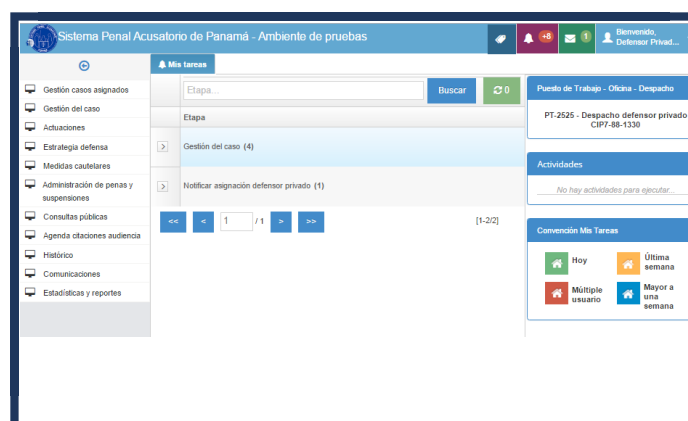 Sistema Penal Acusatorio de Panamá - Ambiente de pruebas
+8
1
Bienvenido,
Defensor Privad...
Mis tareas
Gestión casos asignados
Gestión del caso
Actuaciones
Estrategia defensa
Medidas cautelares
Administración de penas y
suspensiones
Consultas públicas
Agenda citaciones audiencia
Histórico
Comunicaciones
Estadísticas y reportes
Etapa...
Buscar
0
Etapa
Gestión del caso (4)
Notificar asignación defensor privado (1)
<<
<
1
/ 1
>
>>
[1-2/2]
Puesto de Trabajo - Oficina - Despacho
PT-2525 - Despacho defensor privado
CIP7-88-1330
Actividades
No hay actividades para ejecutar...
Convención Mis Tareas
Hoy
Última
semana
Múltiple
usuario
Mayor a
una
semana